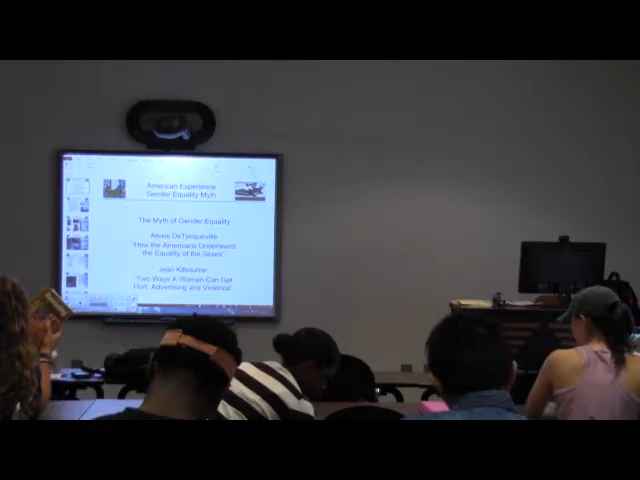 American Experience
Gender Equality Myth
The Myth of Gender Equality
Alexis DeTocqueville
"How the Americans Understand
the Equality of the Sexes"
Jean Kilbourne
"Two Ways A Woman Can Get
Hurt: Advertising and Violence"